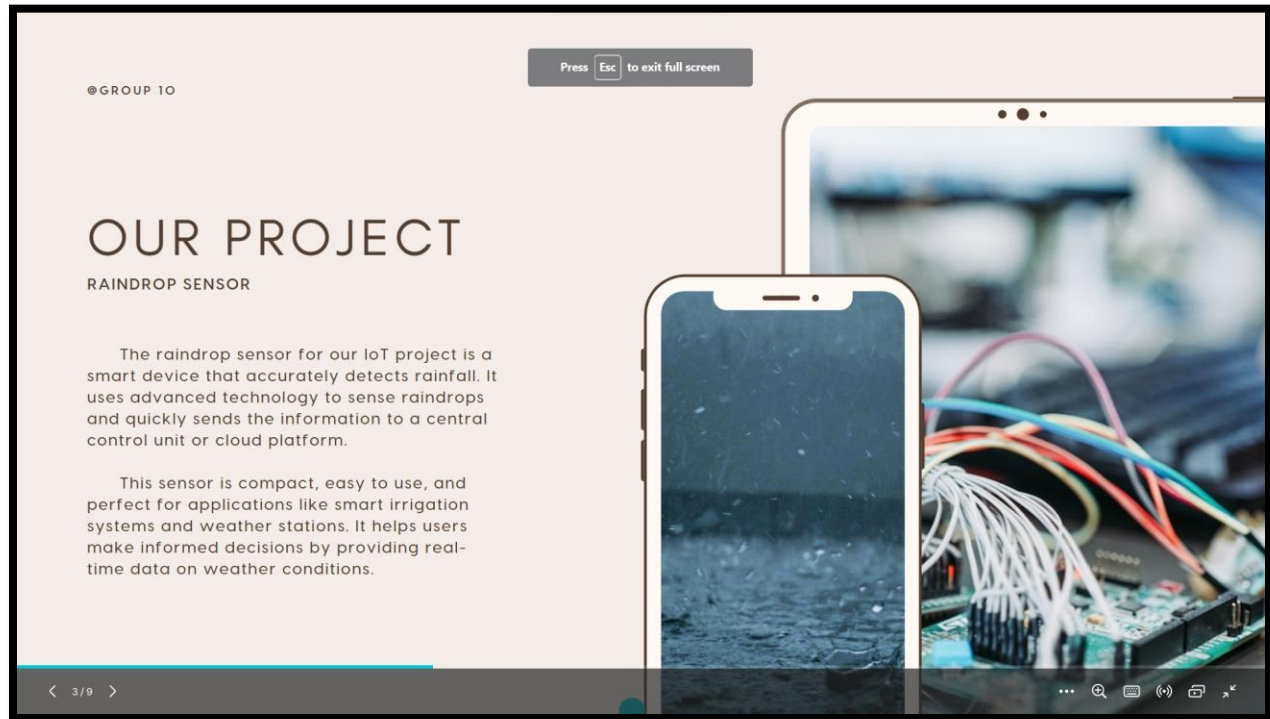 Press Esc to exit full screen
@GROUP 10
OUR PROJECT
RAINDROP SENSOR
The raindrop sensor for our IoT project is a
smart device that accurately detects rainfall. It
uses advanced technology to sense raindrops
and quickly sends the information to a central
control unit or cloud platform.
This sensor is compact, easy to use, and
perfect for applications like smart irrigation
systems and weather stations. It helps users
make informed decisions by providing real-
time data on weather conditions.
3/9